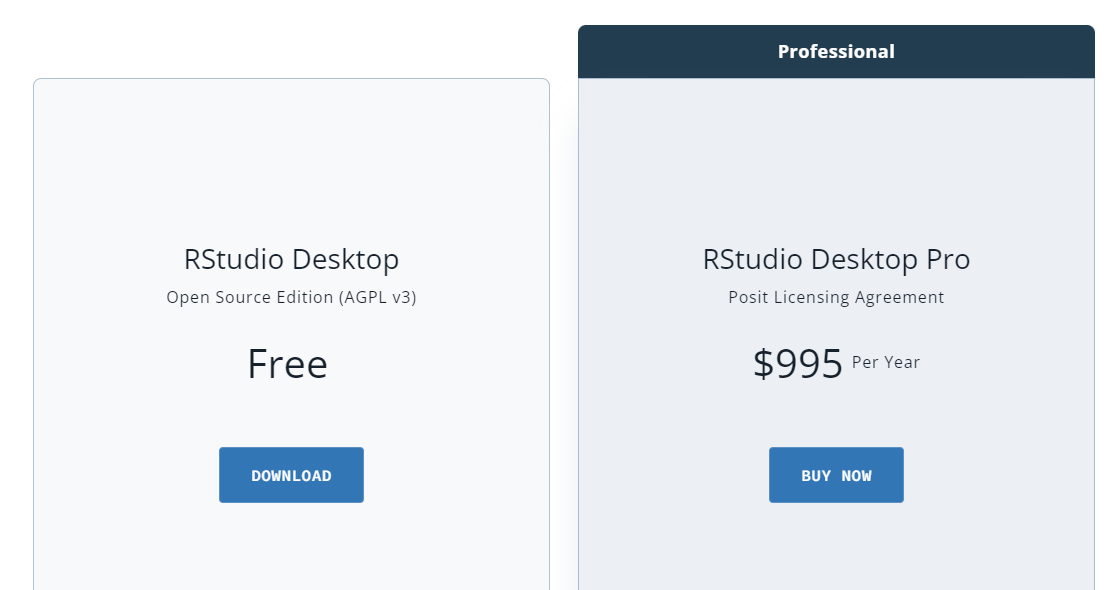 Professional
RStudio Desktop
Open Source Edition (AGPL v3)
Free
DOWNLOAD
RStudio Desktop Pro
Posit Licensing Agreement
$995 Per Year
BUY NOW